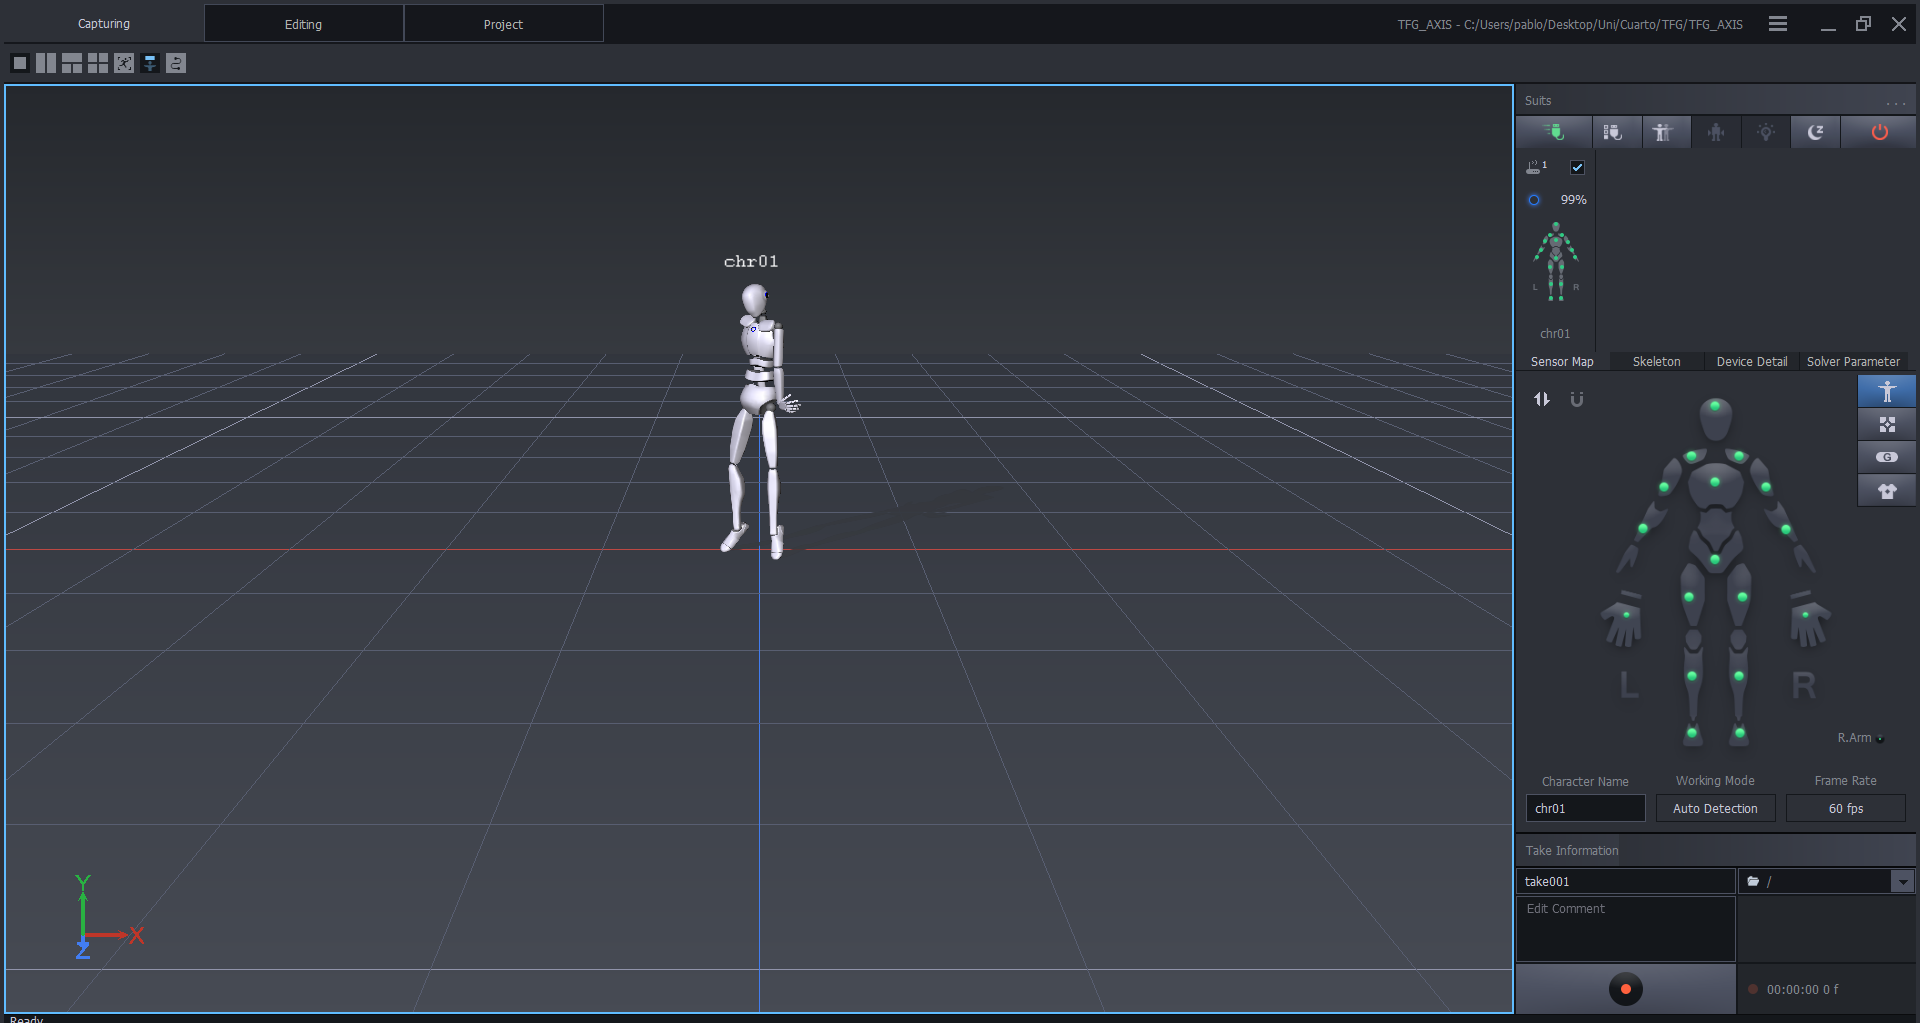 Capturing
Editing
Project
TFG_AXIS - C:/Users/pablo/Desktop/Uni/Cuarto/TFG/TFG_AXIS
Suits
...
1
99%
L R
chr01
Sensor Map
Skeleton
Device Detail
Solver Parameter
G
L R
R.Arm
Character Name
Working Mode
Frame Rate
chr01
Auto Detection
60 fps
Take Information
take001
/
Edit Comment
00:00:00 0 f
chr01
Y
X
Z
Ready